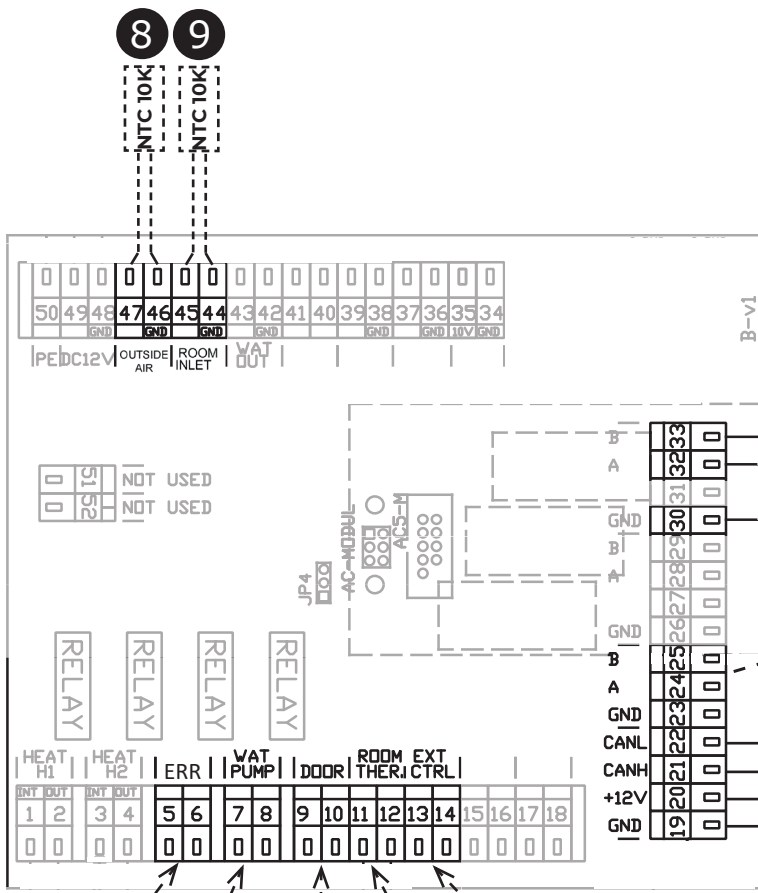 8 9
NTC 10K NTC 10K
50 49 48 47 46 45 44 43 42 41 40 39 38 37 36 35 34
GND GND GND GND GND GND 10V GND
PE DC12V OUTSIDE AIR ROOM INLET WAT OUT
B-v1
51 NOT USED
52 NOT USED
AC-MODUL
AC5-M
JP4
B 33
A 32
31
GND 30
B 29
A 28
27
GND 26
B 25
A 24
GND 23
CANL 22
CANH 21
+12V 20
GND 19
RELAY RELAY RELAY RELAY
HEAT H1 HEAT H2 ERR WAT PUMP DOOR ROOM THER. EXT CTRL
INT OUT INT OUT
1 2 3 4 5 6 7 8 9 10 11 12 13 14 15 16 17 18